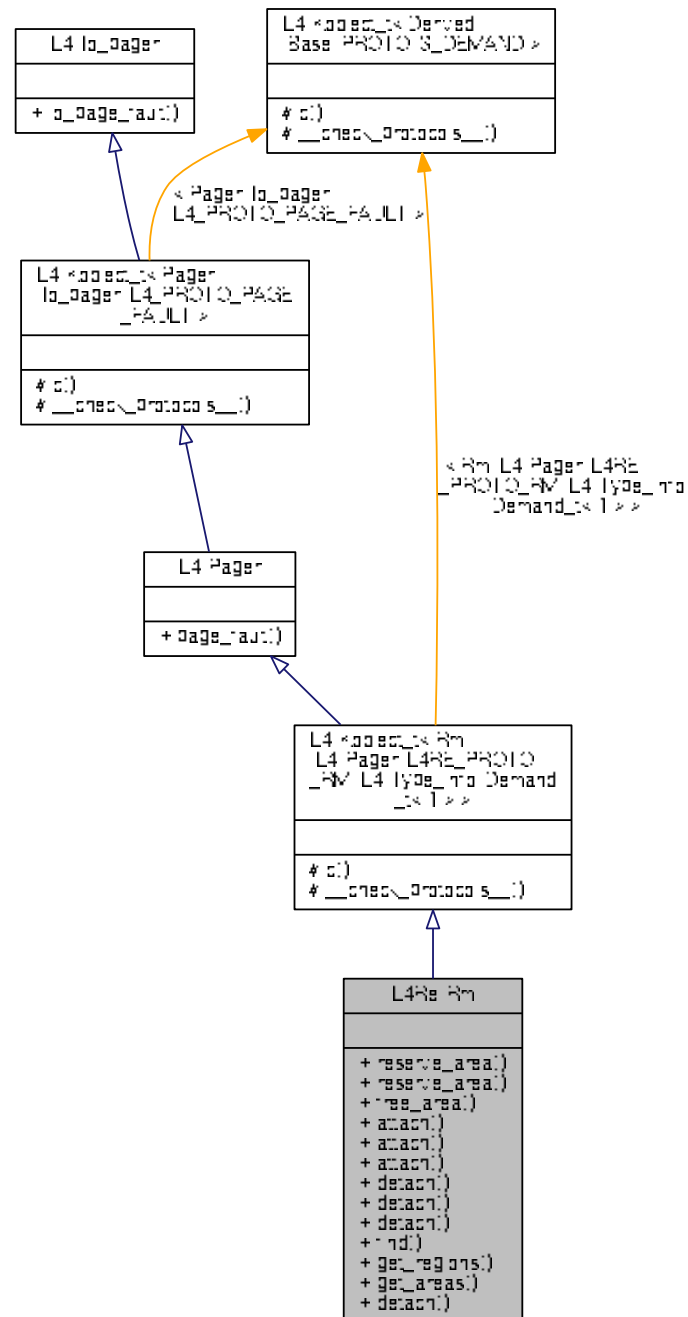 L4 Io_pager
+ io_page_fault()
L4 Kobject_t< Derived
Base PROTO S_DEMAND >
# c()
# __check_protocols__()
< Pager Io_pager
L4_PROTO_PAGE_FAULT >
L4 Kobject_t< Pager
Io_pager L4_PROTO_PAGE
_FAULT >
# c()
# __check_protocols__()
< Rm L4 Pager L4RE
_PROTO_RM L4 Type_info
Demand_t< 1 > >
L4 Pager
+ page_fault()
L4 Kobject_t< Rm
L4 Pager L4RE_PROTO
_RM L4 Type_info Demand
_t< 1 > >
# c()
# __check_protocols__()
L4Re Rm
+ reserve_area()
+ reserve_area()
+ free_area()
+ attach()
+ attach()
+ attach()
+ detach()
+ detach()
+ detach()
+ find()
+ get_regions()
+ get_areas()
+ detach()